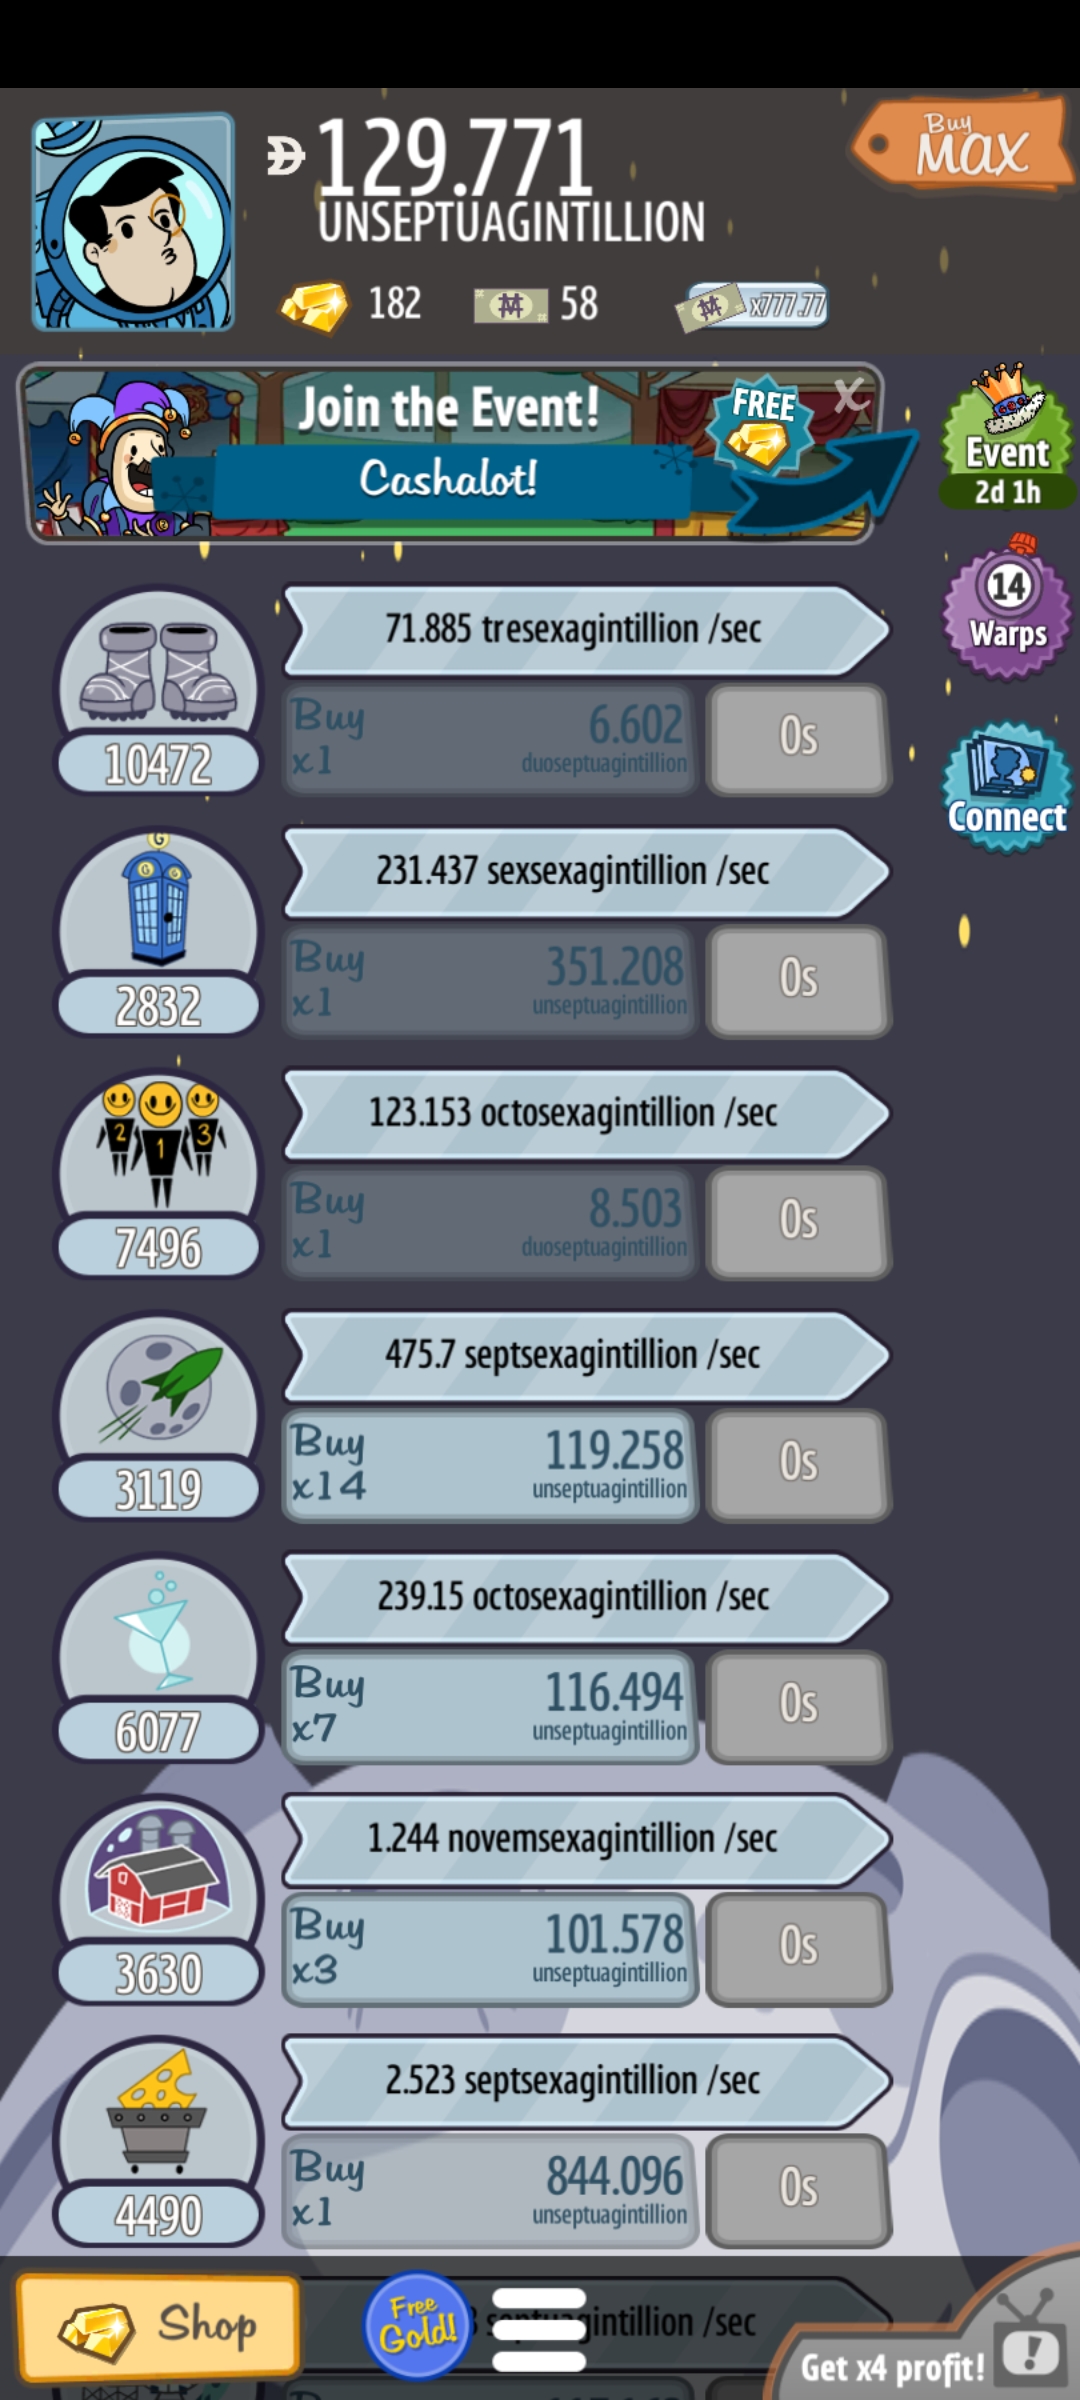 Buy
MAX
129.771
UNSEPTUAGINTILLION
182
58
x777.77
Join the Event!
FREE
X
Cashalot!
Event
2d 1h
14
Warps
Connect
71.885 tresexagintillion /sec
Buy
x1
6.602
duoseptuagintillion
0s
10472
G
G G
231.437 sexsexagintillion /sec
Buy
x1
351.208
unseptuagintillion
0s
2832
2 1 3
123.153 octosexagintillion /sec
Buy
x1
8.503
duoseptuagintillion
0s
7496
475.7 septsexagintillion /sec
Buy
x14
119.258
unseptuagintillion
0s
3119
239.15 octosexagintillion /sec
Buy
x7
116.494
unseptuagintillion
0s
6077
1.244 novemsexagintillion /sec
Buy
x3
101.578
unseptuagintillion
0s
3630
2.523 septsexagintillion /sec
Buy
x1
844.096
unseptuagintillion
0s
4490
Shop
Free
Gold!
/sec
Get x4 profit!
!